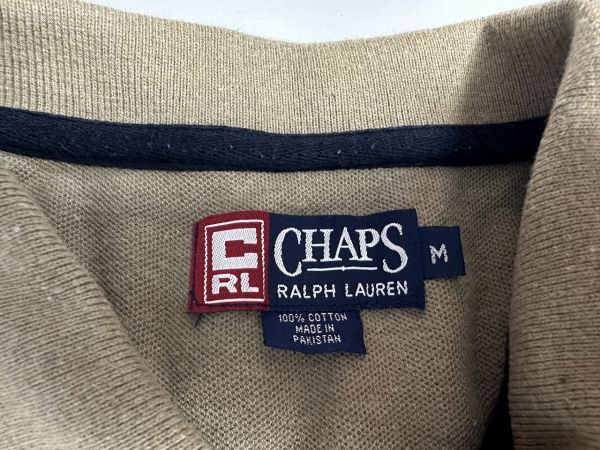 C
RL
CHAPS
RALPH LAUREN
M
100% COTTON
MADE IN
PAKISTAN